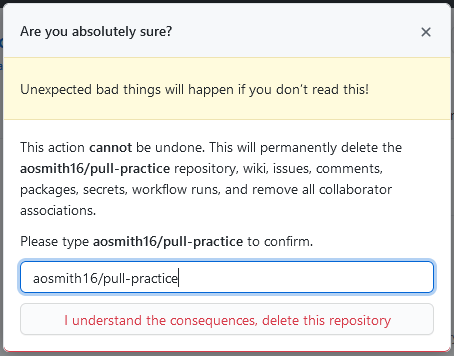 Are you absolutely sure?
Unexpected bad things will happen if you don't read this!
This action cannot be undone. This will permanently delete the
aosmith16/pull-practice repository, wiki, issues, comments,
packages, secrets, workflow runs, and remove all collaborator
associations.
Please type aosmith16/pull-practice to confirm.
aosmith16/pull-practice
I understand the consequences, delete this repository